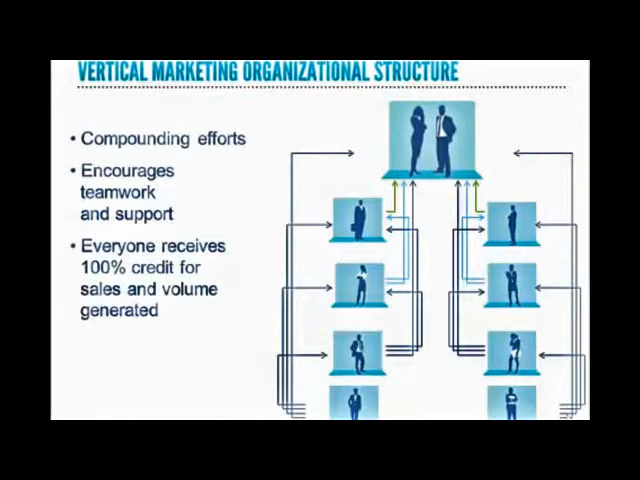 VERTICAL MARKETING ORGANIZATIONAL STRUCTURE
• Compounding efforts
• Encourages
teamwork
and support
• Everyone receives
100% credit for
sales and volume
generated